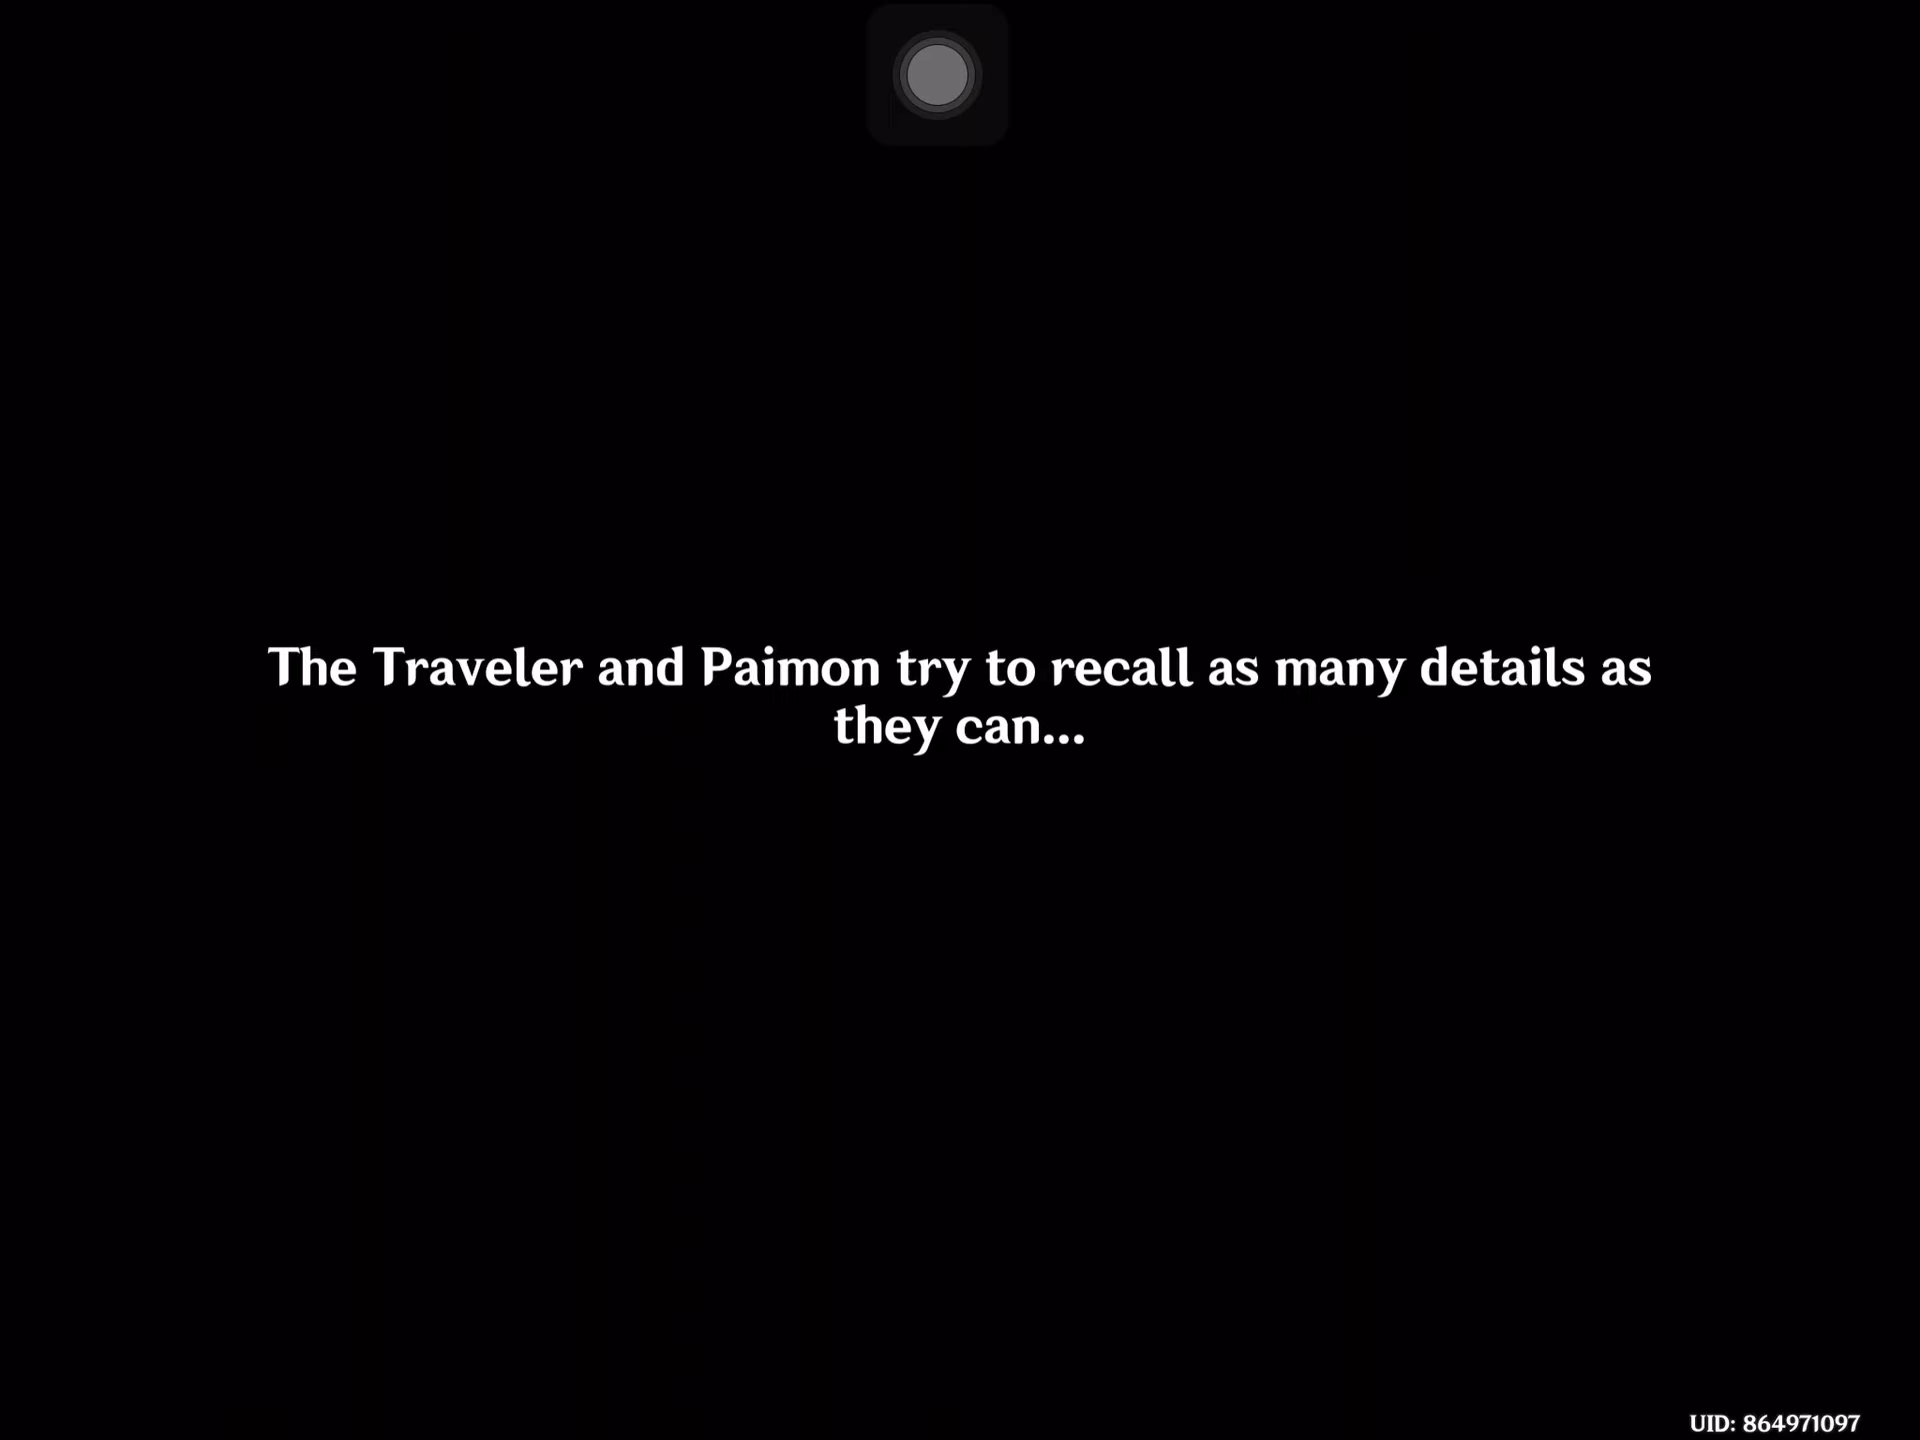 The Traveler and Paimon try to recall as many details as
they can...
UID: 864971097